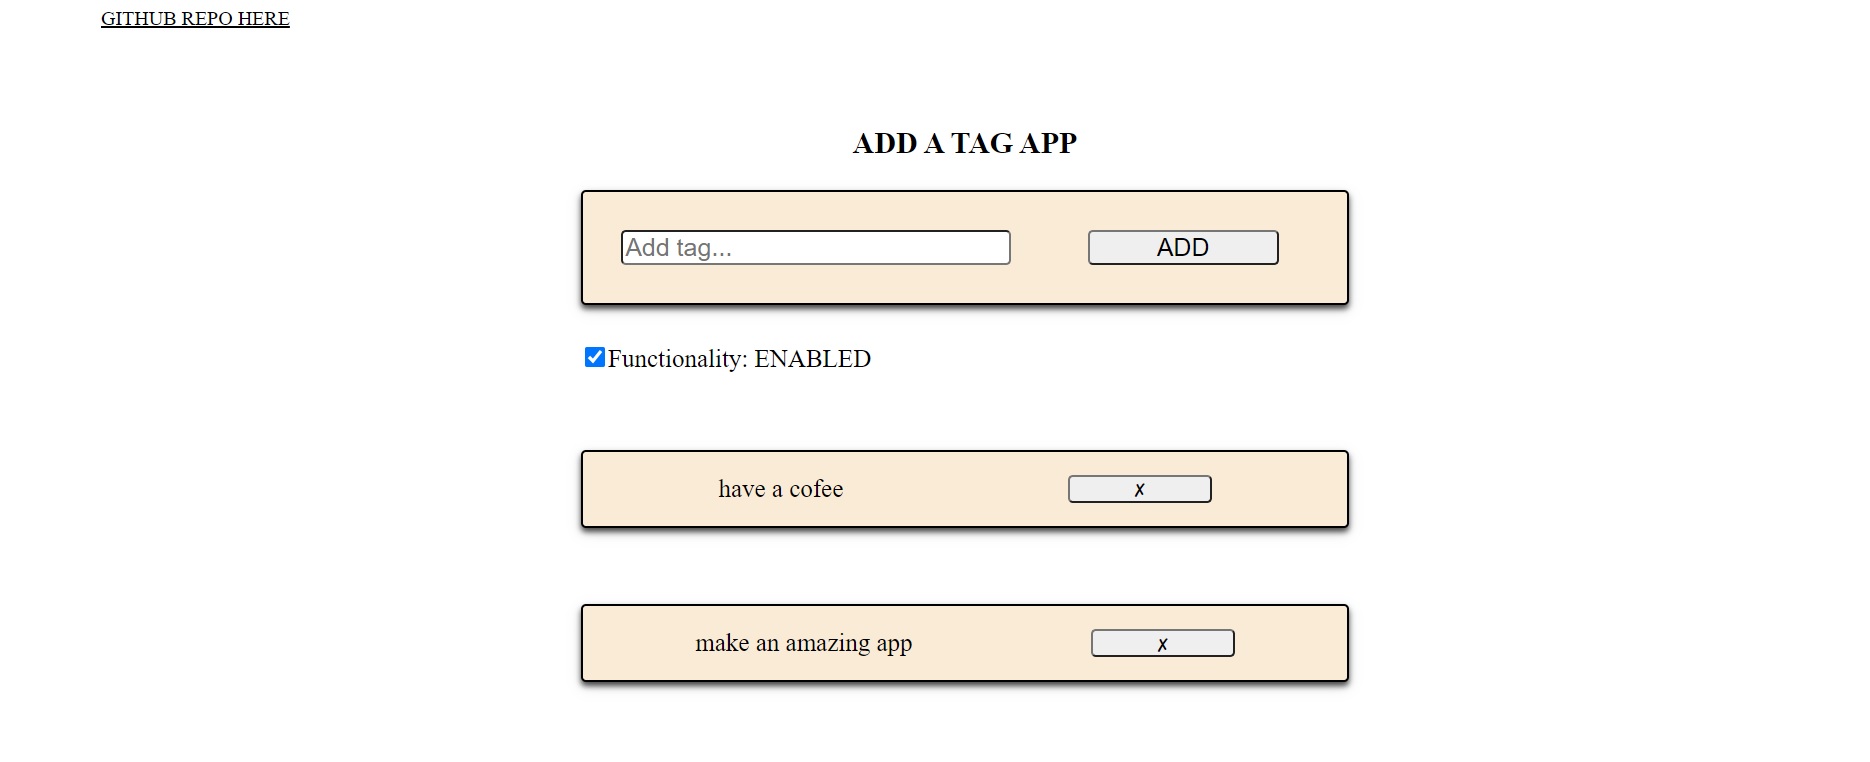 GITHUB REPO HERE
ADD A TAG APP
Add tag... ADD
Functionality: ENABLED
have a cofee ✗
make an amazing app ✗